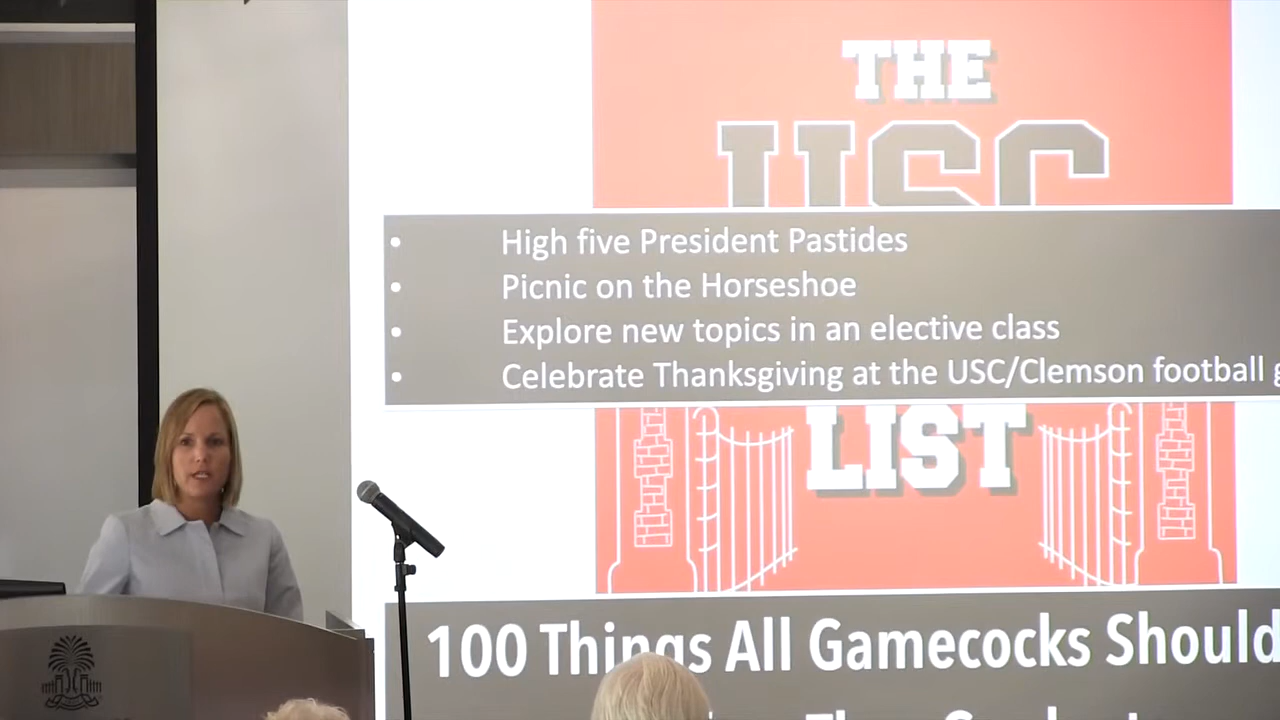 THE
USC
• High five President Pastides
• Picnic on the Horseshoe
• Explore new topics in an elective class
• Celebrate Thanksgiving at the USC/Clemson football
LIST
100 Things All Gamecocks Should